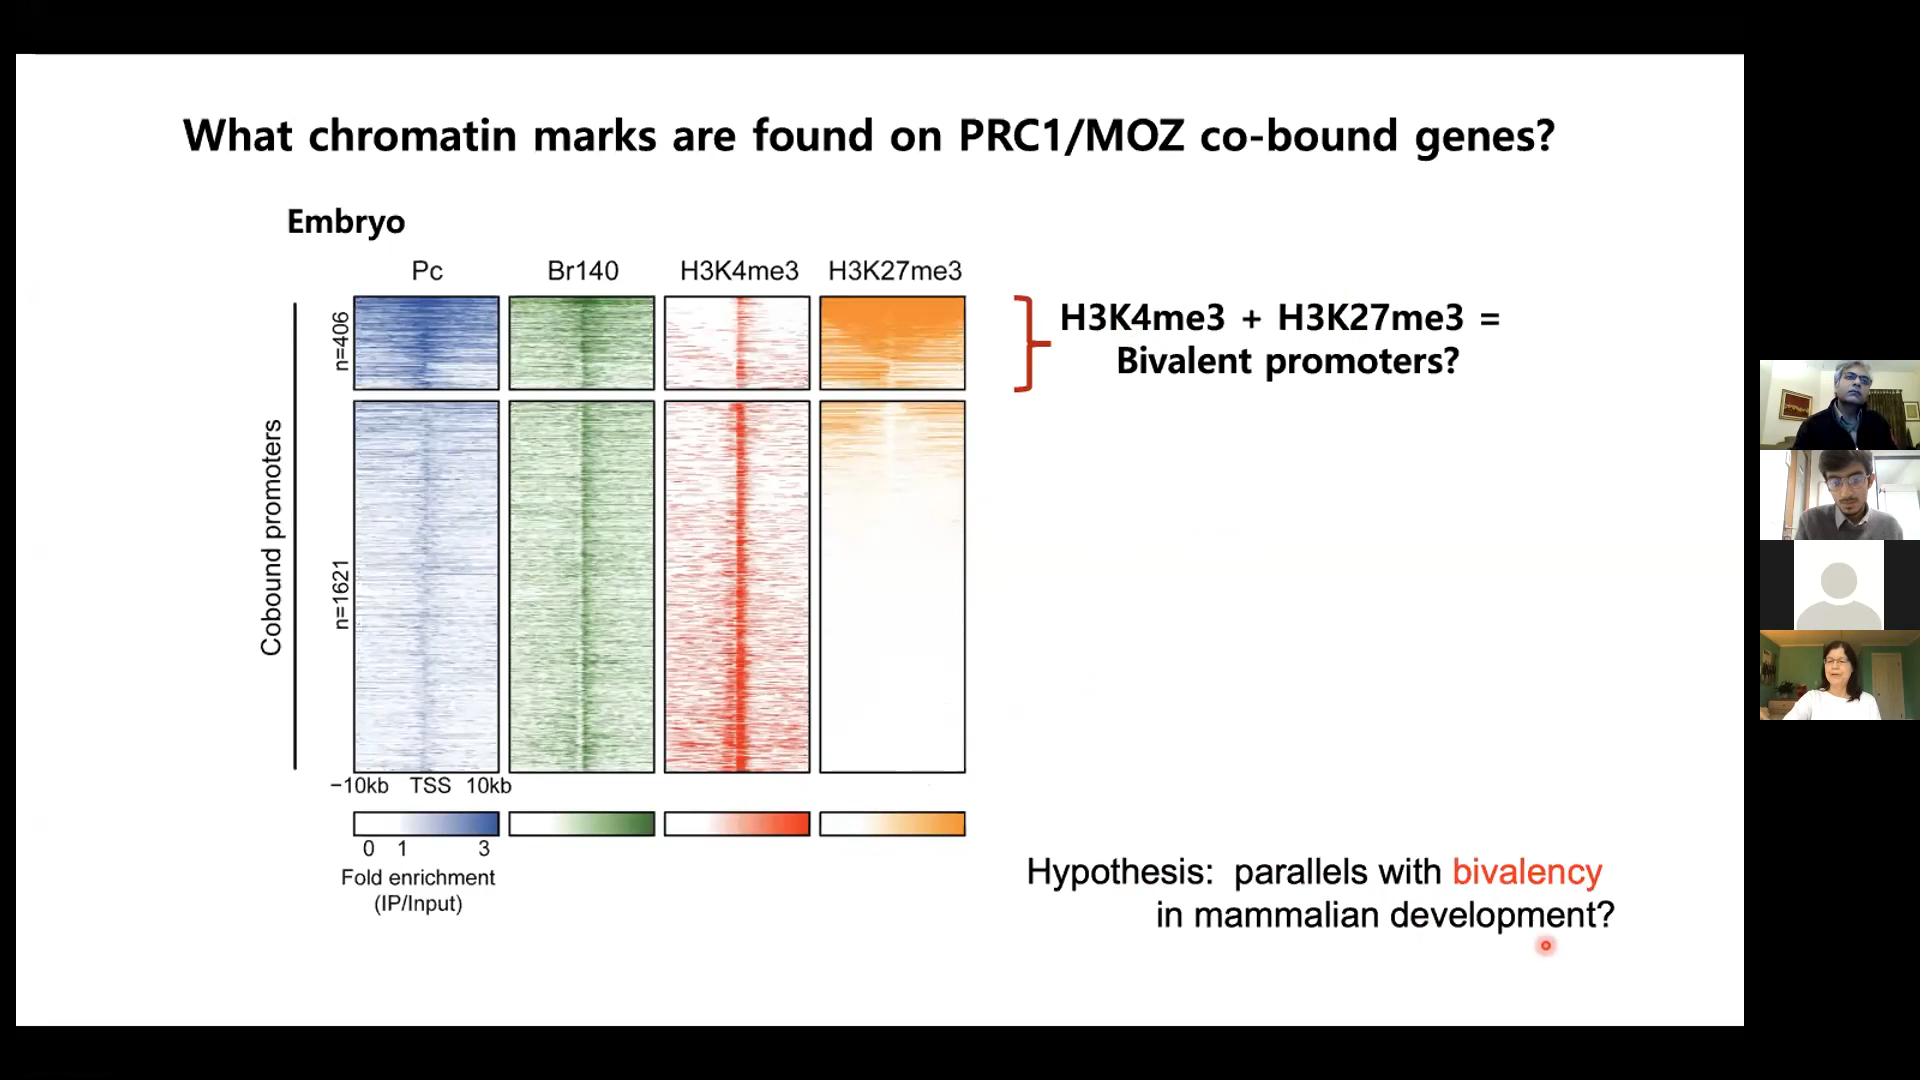 What chromatin marks are found on PRC1/MOZ co-bound genes?
Embryo
Pc Br140 H3K4me3 H3K27me3
n=406
H3K4me3 + H3K27me3 =
Bivalent promoters?
Cobound promoters
n=1621
−10kb TSS 10kb
0 1 3
Fold enrichment
(IP/Input)
Hypothesis: parallels with bivalency
in mammalian development?